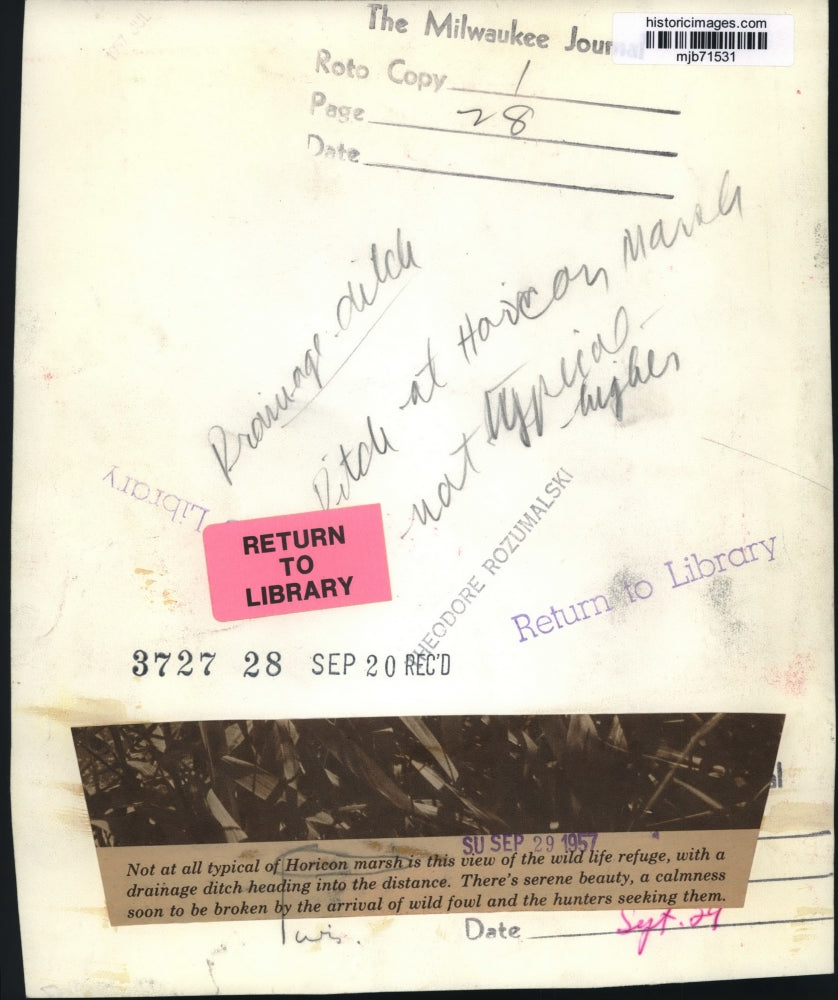 The Milwaukee Journal
historicimages.com
mjb71531
Roto Copy 1
Page 28
Date
Drainage ditch
Ditch at Horicon Marsh
not typical
higher
Library
RETURN
TO
LIBRARY
THEODORE ROZUMALSKI
Return to Library
3727 28 SEP 20 REC'D
SU SEP 29 1957
Not at all typical of Horicon marsh is this view of the wild life refuge, with a
drainage ditch heading into the distance. There's serene beauty, a calmness
soon to be broken by the arrival of wild fowl and the hunters seeking them.
wis.
Date Sept. 29